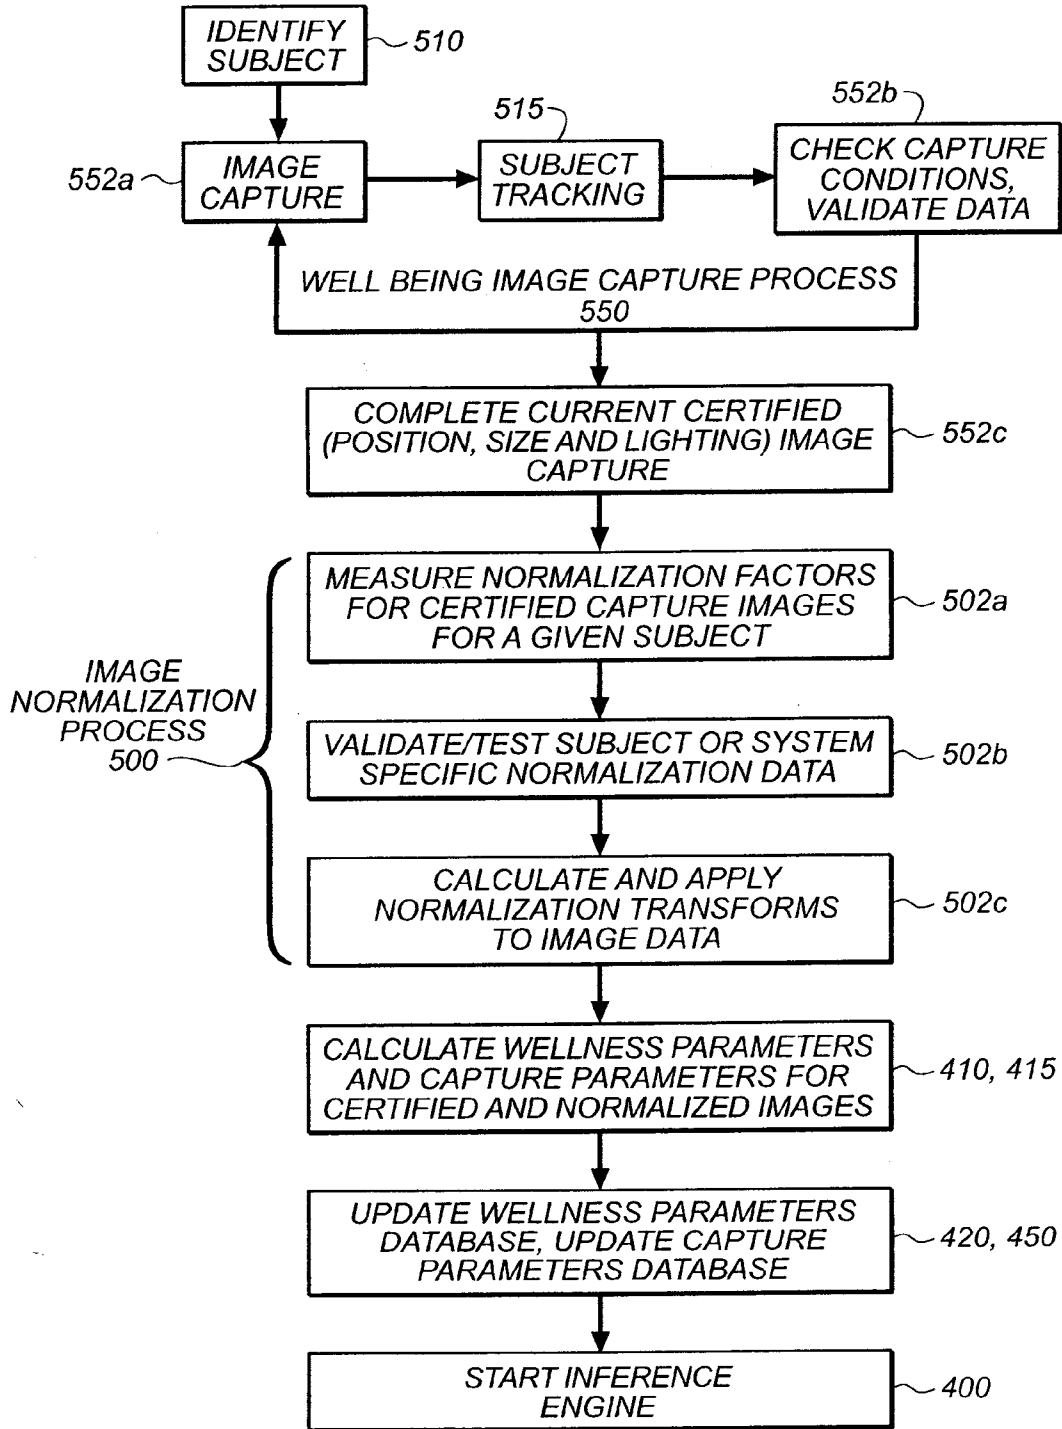 IDENTIFY
SUBJECT
510
552a
IMAGE
CAPTURE
515
SUBJECT
TRACKING
552b
CHECK CAPTURE
CONDITIONS,
VALIDATE DATA
WELL BEING IMAGE CAPTURE PROCESS
550
COMPLETE CURRENT CERTIFIED
(POSITION, SIZE AND LIGHTING) IMAGE
CAPTURE
552c
IMAGE
NORMALIZATION
PROCESS
500
MEASURE NORMALIZATION FACTORS
FOR CERTIFIED CAPTURE IMAGES
FOR A GIVEN SUBJECT
502a
VALIDATE/TEST SUBJECT OR SYSTEM
SPECIFIC NORMALIZATION DATA
502b
CALCULATE AND APPLY
NORMALIZATION TRANSFORMS
TO IMAGE DATA
502c
CALCULATE WELLNESS PARAMETERS
AND CAPTURE PARAMETERS FOR
CERTIFIED AND NORMALIZED IMAGES
410, 415
UPDATE WELLNESS PARAMETERS
DATABASE, UPDATE CAPTURE
PARAMETERS DATABASE
420, 450
START INFERENCE
ENGINE
400